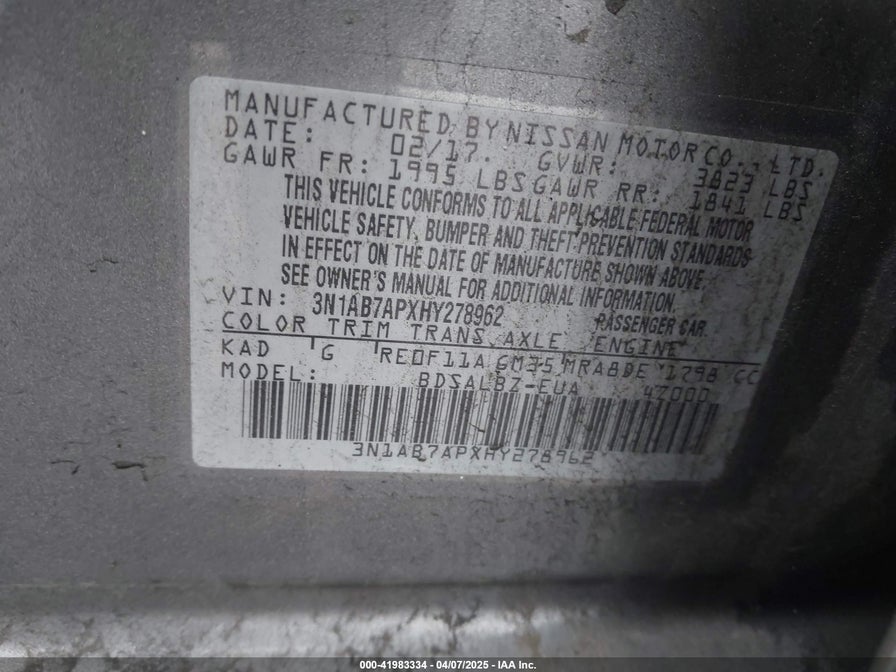 MANUFACTURED BY NISSAN MOTOR CO., LTD.
DATE: 02/17. GVWR: 3823 LBS
GAWR FR: 1995 LBS GAWR RR: 1841 LBS
THIS VEHICLE CONFORMS TO ALL APPLICABLE FEDERAL MOTOR
VEHICLE SAFETY, BUMPER AND THEFT PREVENTION STANDARDS
IN EFFECT ON THE DATE OF MANUFACTURE SHOWN ABOVE.
SEE OWNER'S MANUAL FOR ADDITIONAL INFORMATION.
VIN: 3N1AB7APXHY278962 PASSENGER CAR
COLOR TRIM TRANS AXLE ENGINE
KAD G RE0F11A GM35 MRA8DE 1798 CC
MODEL: BDSALBZ-EUA 4Z000
3N1AB7APXHY278962
000-41983334 04/07/2025 - IAA Inc.